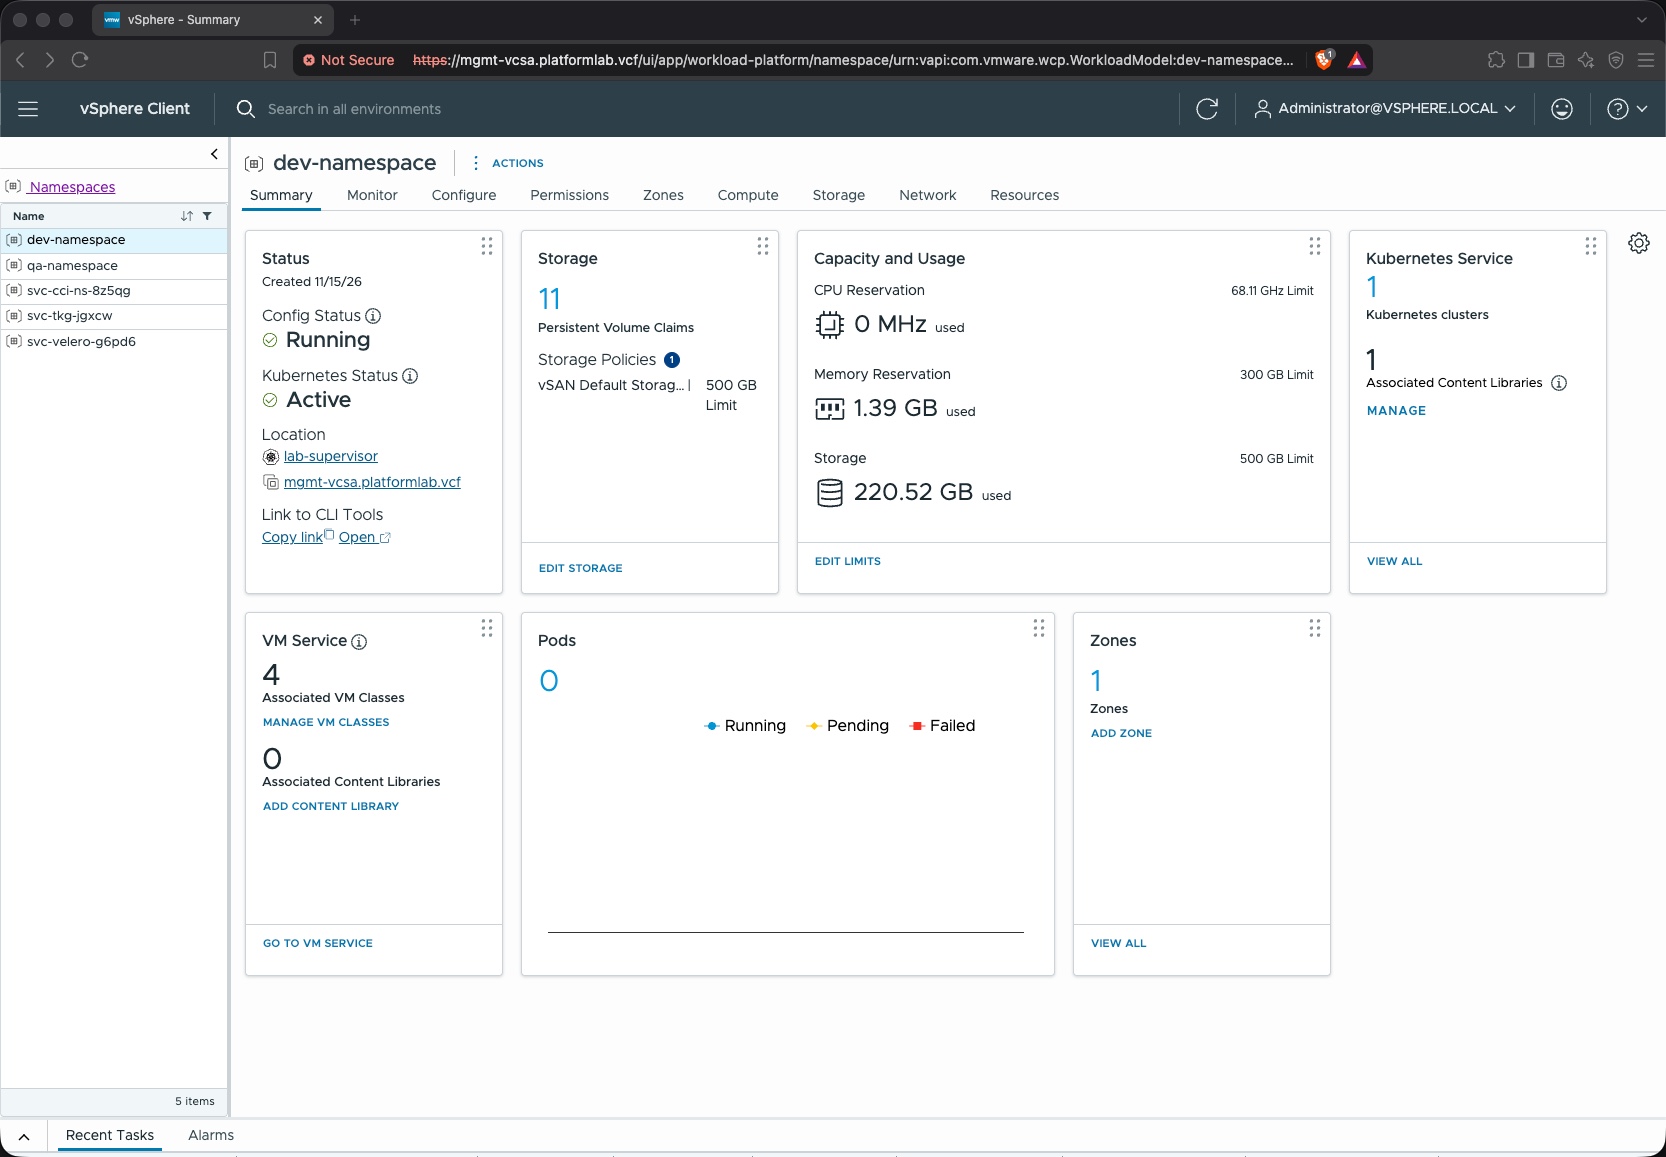 vmw vSphere - Summary
Not Secure https://mgmt-vcsa.platformlab.vcf/ui/app/workload-platform/namespace/urn:vapi:com.vmware.wcp.WorkloadModel:dev-namespace...
1
vSphere Client
Search in all environments
Administrator@VSPHERE.LOCAL
Namespaces
Name
dev-namespace
qa-namespace
svc-cci-ns-8z5qg
svc-tkg-jgxcw
svc-velero-g6pd6
5 items
dev-namespace
ACTIONS
Summary Monitor Configure Permissions Zones Compute Storage Network Resources
Status
Created 11/15/26
Config Status
Running
Kubernetes Status
Active
Location
lab-supervisor
mgmt-vcsa.platformlab.vcf
Link to CLI Tools
Copy link Open
Storage
11
Persistent Volume Claims
Storage Policies 1
vSAN Default Storag... | 500 GB
Limit
EDIT STORAGE
Capacity and Usage
CPU Reservation 68.11 GHz Limit
0 MHz used
Memory Reservation 300 GB Limit
1.39 GB used
Storage 500 GB Limit
220.52 GB used
EDIT LIMITS
Kubernetes Service
1
Kubernetes clusters
1
Associated Content Libraries
MANAGE
VIEW ALL
VM Service
4
Associated VM Classes
MANAGE VM CLASSES
0
Associated Content Libraries
ADD CONTENT LIBRARY
GO TO VM SERVICE
Pods
0
Running Pending Failed
Zones
1
Zones
ADD ZONE
VIEW ALL
Recent Tasks Alarms